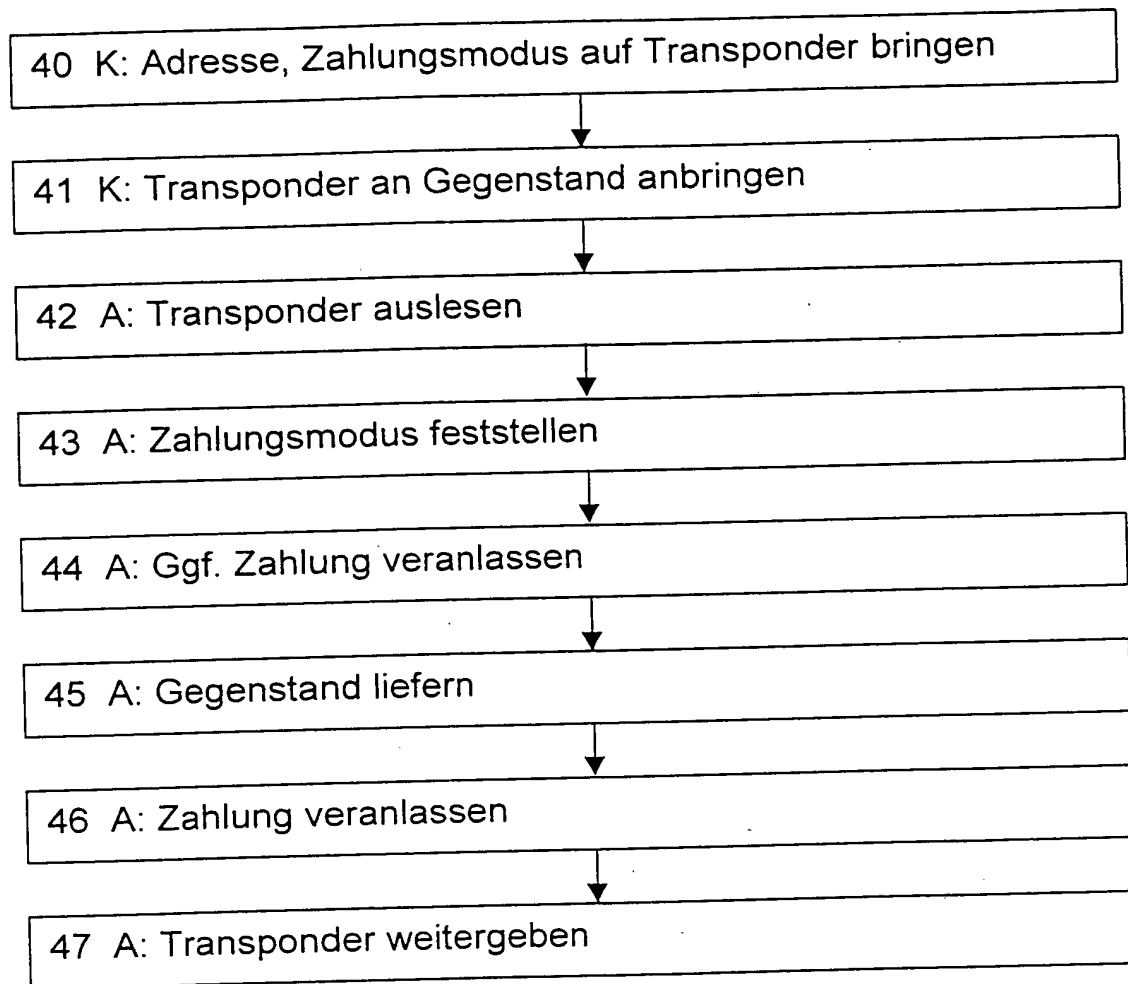 40 K: Adresse, Zahlungsmodus auf Transponder bringen
41 K: Transponder an Gegenstand anbringen
42 A: Transponder auslesen
43 A: Zahlungsmodus feststellen
44 A: Ggf. Zahlung veranlassen
45 A: Gegenstand liefern
46 A: Zahlung veranlassen
47 A: Transponder weitergeben